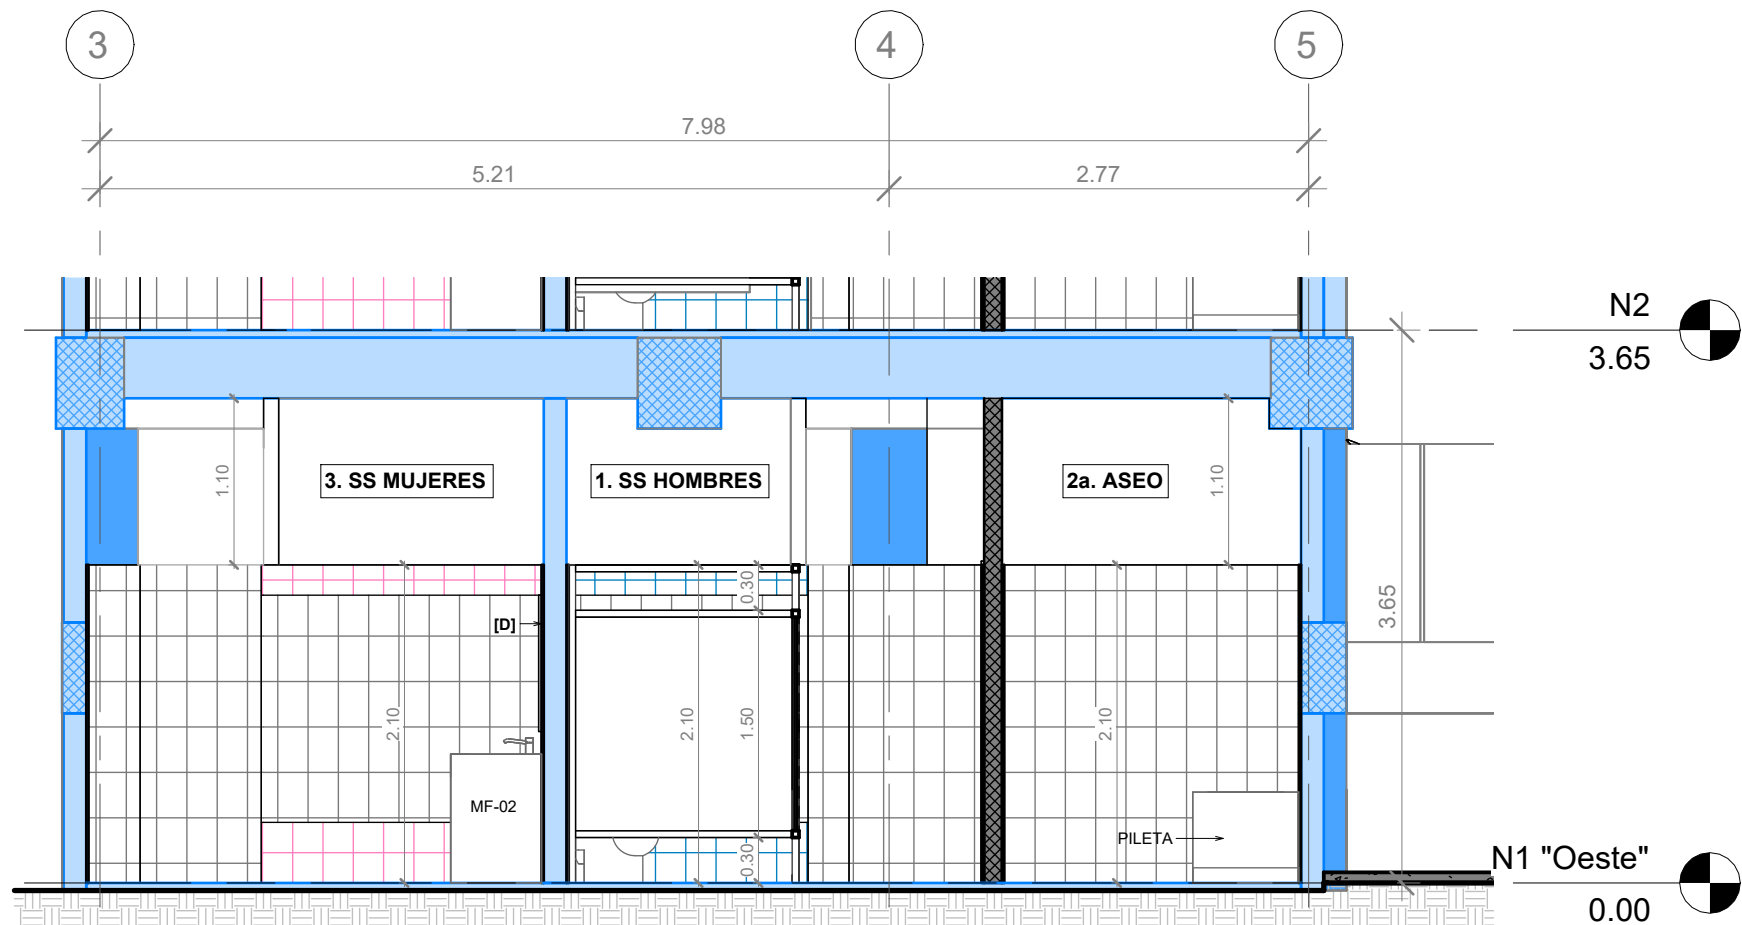 3
4
5
7.98
5.21
2.77
N2
3.65
1.10
3. SS MUJERES
1. SS HOMBRES
2a. ASEO
1.10
0.30
3.65
[D]
2.10
2.10
1.50
2.10
MF-02
PILETA
0.30
N1 "Oeste"
0.00